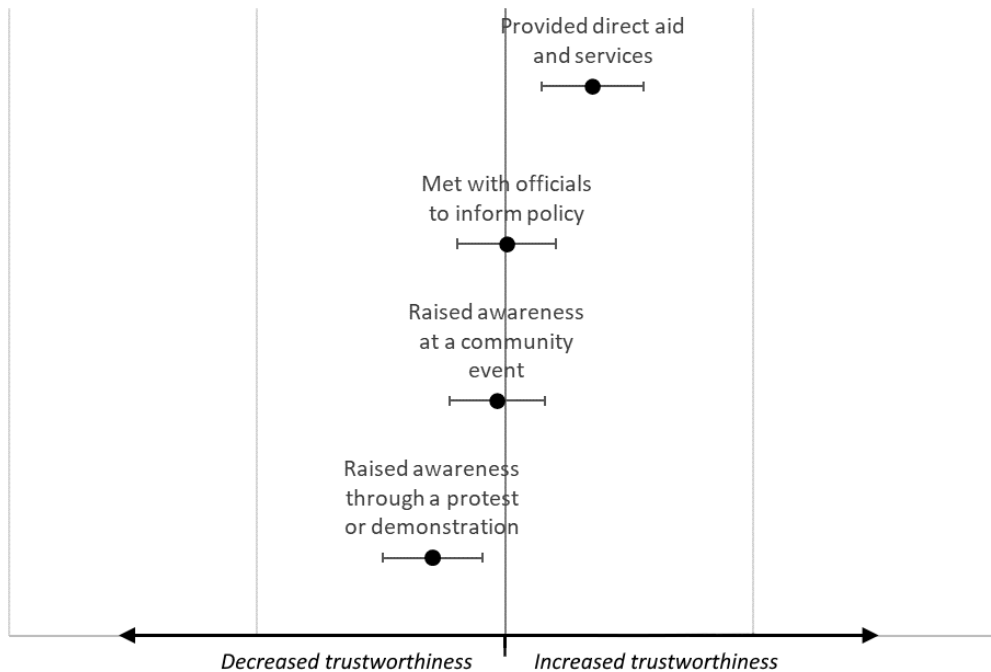 Provided direct aid
and services
Met with officials
to inform policy
Raised awareness
at a community
event
Raised awareness
through a protest
or demonstration
Decreased trustworthiness
Increased trustworthiness